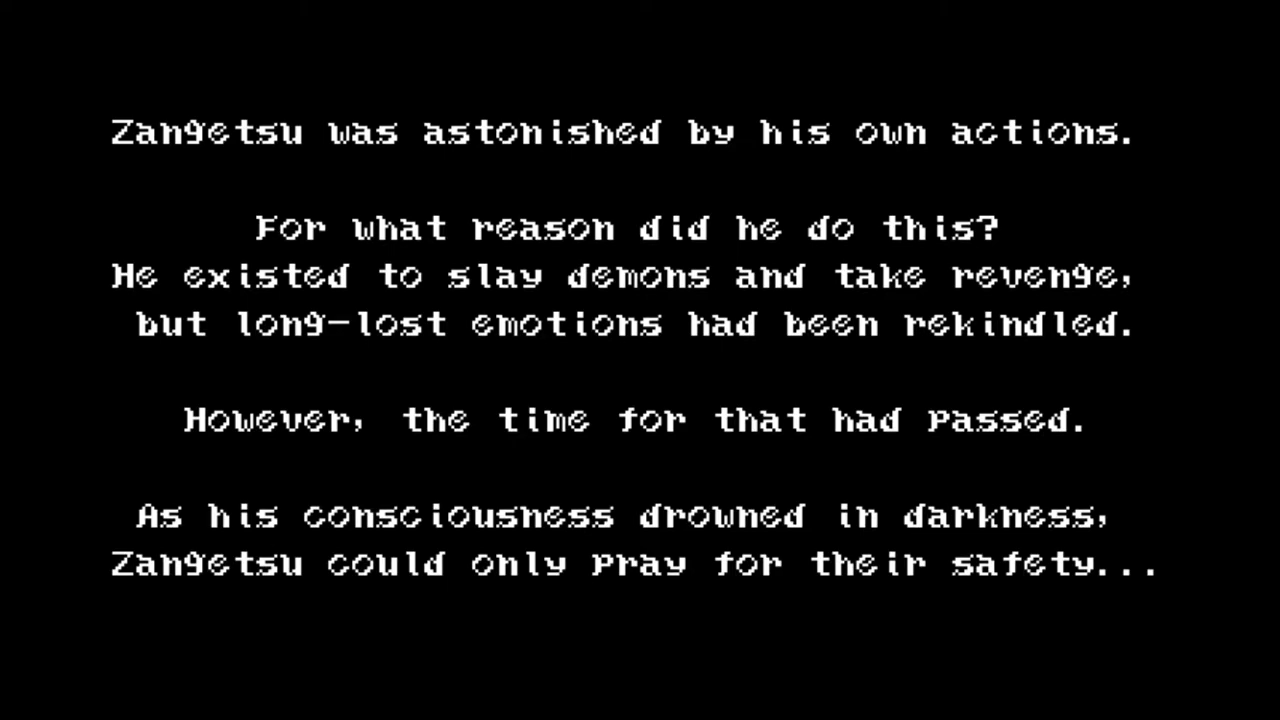 Zangetsu was astonished by his own actions.
For what reason did he do this?
He existed to slay demons and take revenge,
but long-lost emotions had been rekindled.
However, the time for that had passed.
As his consciousness drowned in darkness,
Zangetsu could only pray for their safety...